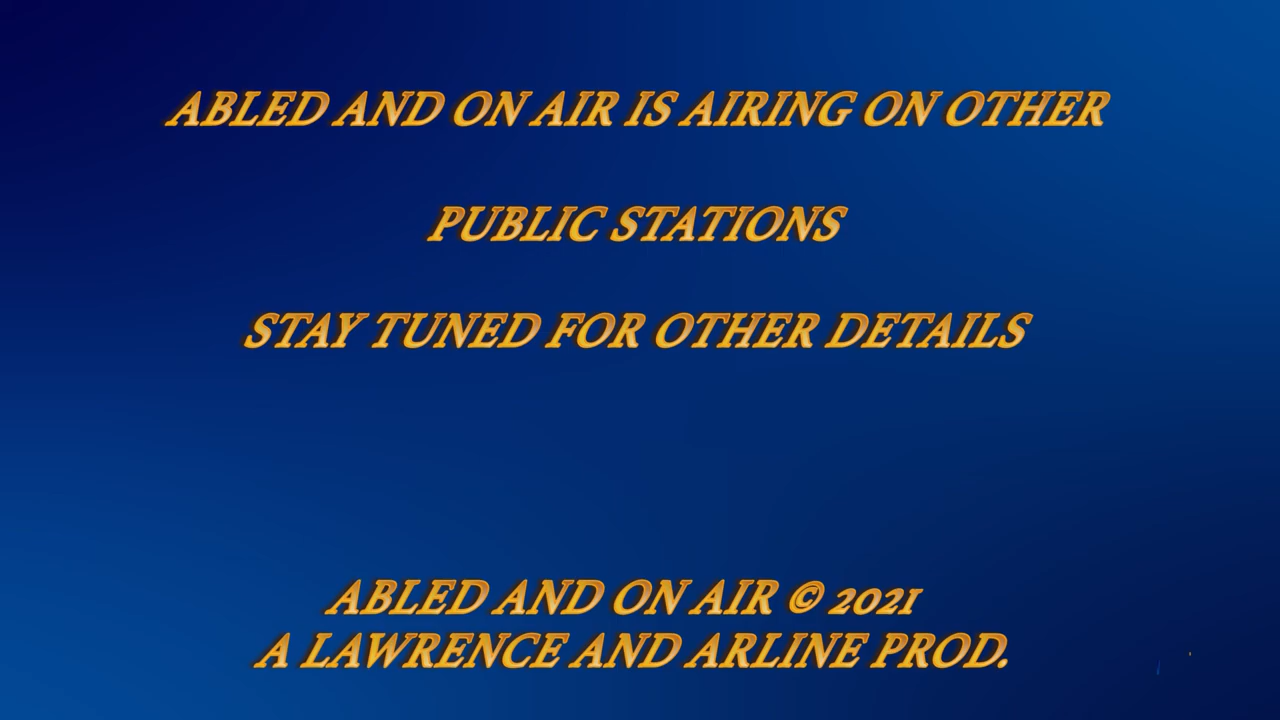 ABLED AND ON AIR IS AIRING ON OTHER
PUBLIC STATIONS
STAY TUNED FOR OTHER DETAILS
ABLED AND ON AIR © 2021
A LAWRENCE AND ARLINE PROD.